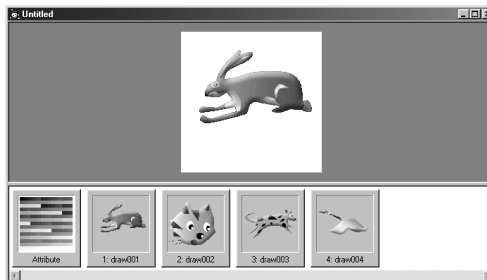 Untitled
Attribute
1: draw001
2: draw002
3: draw003
4: draw004